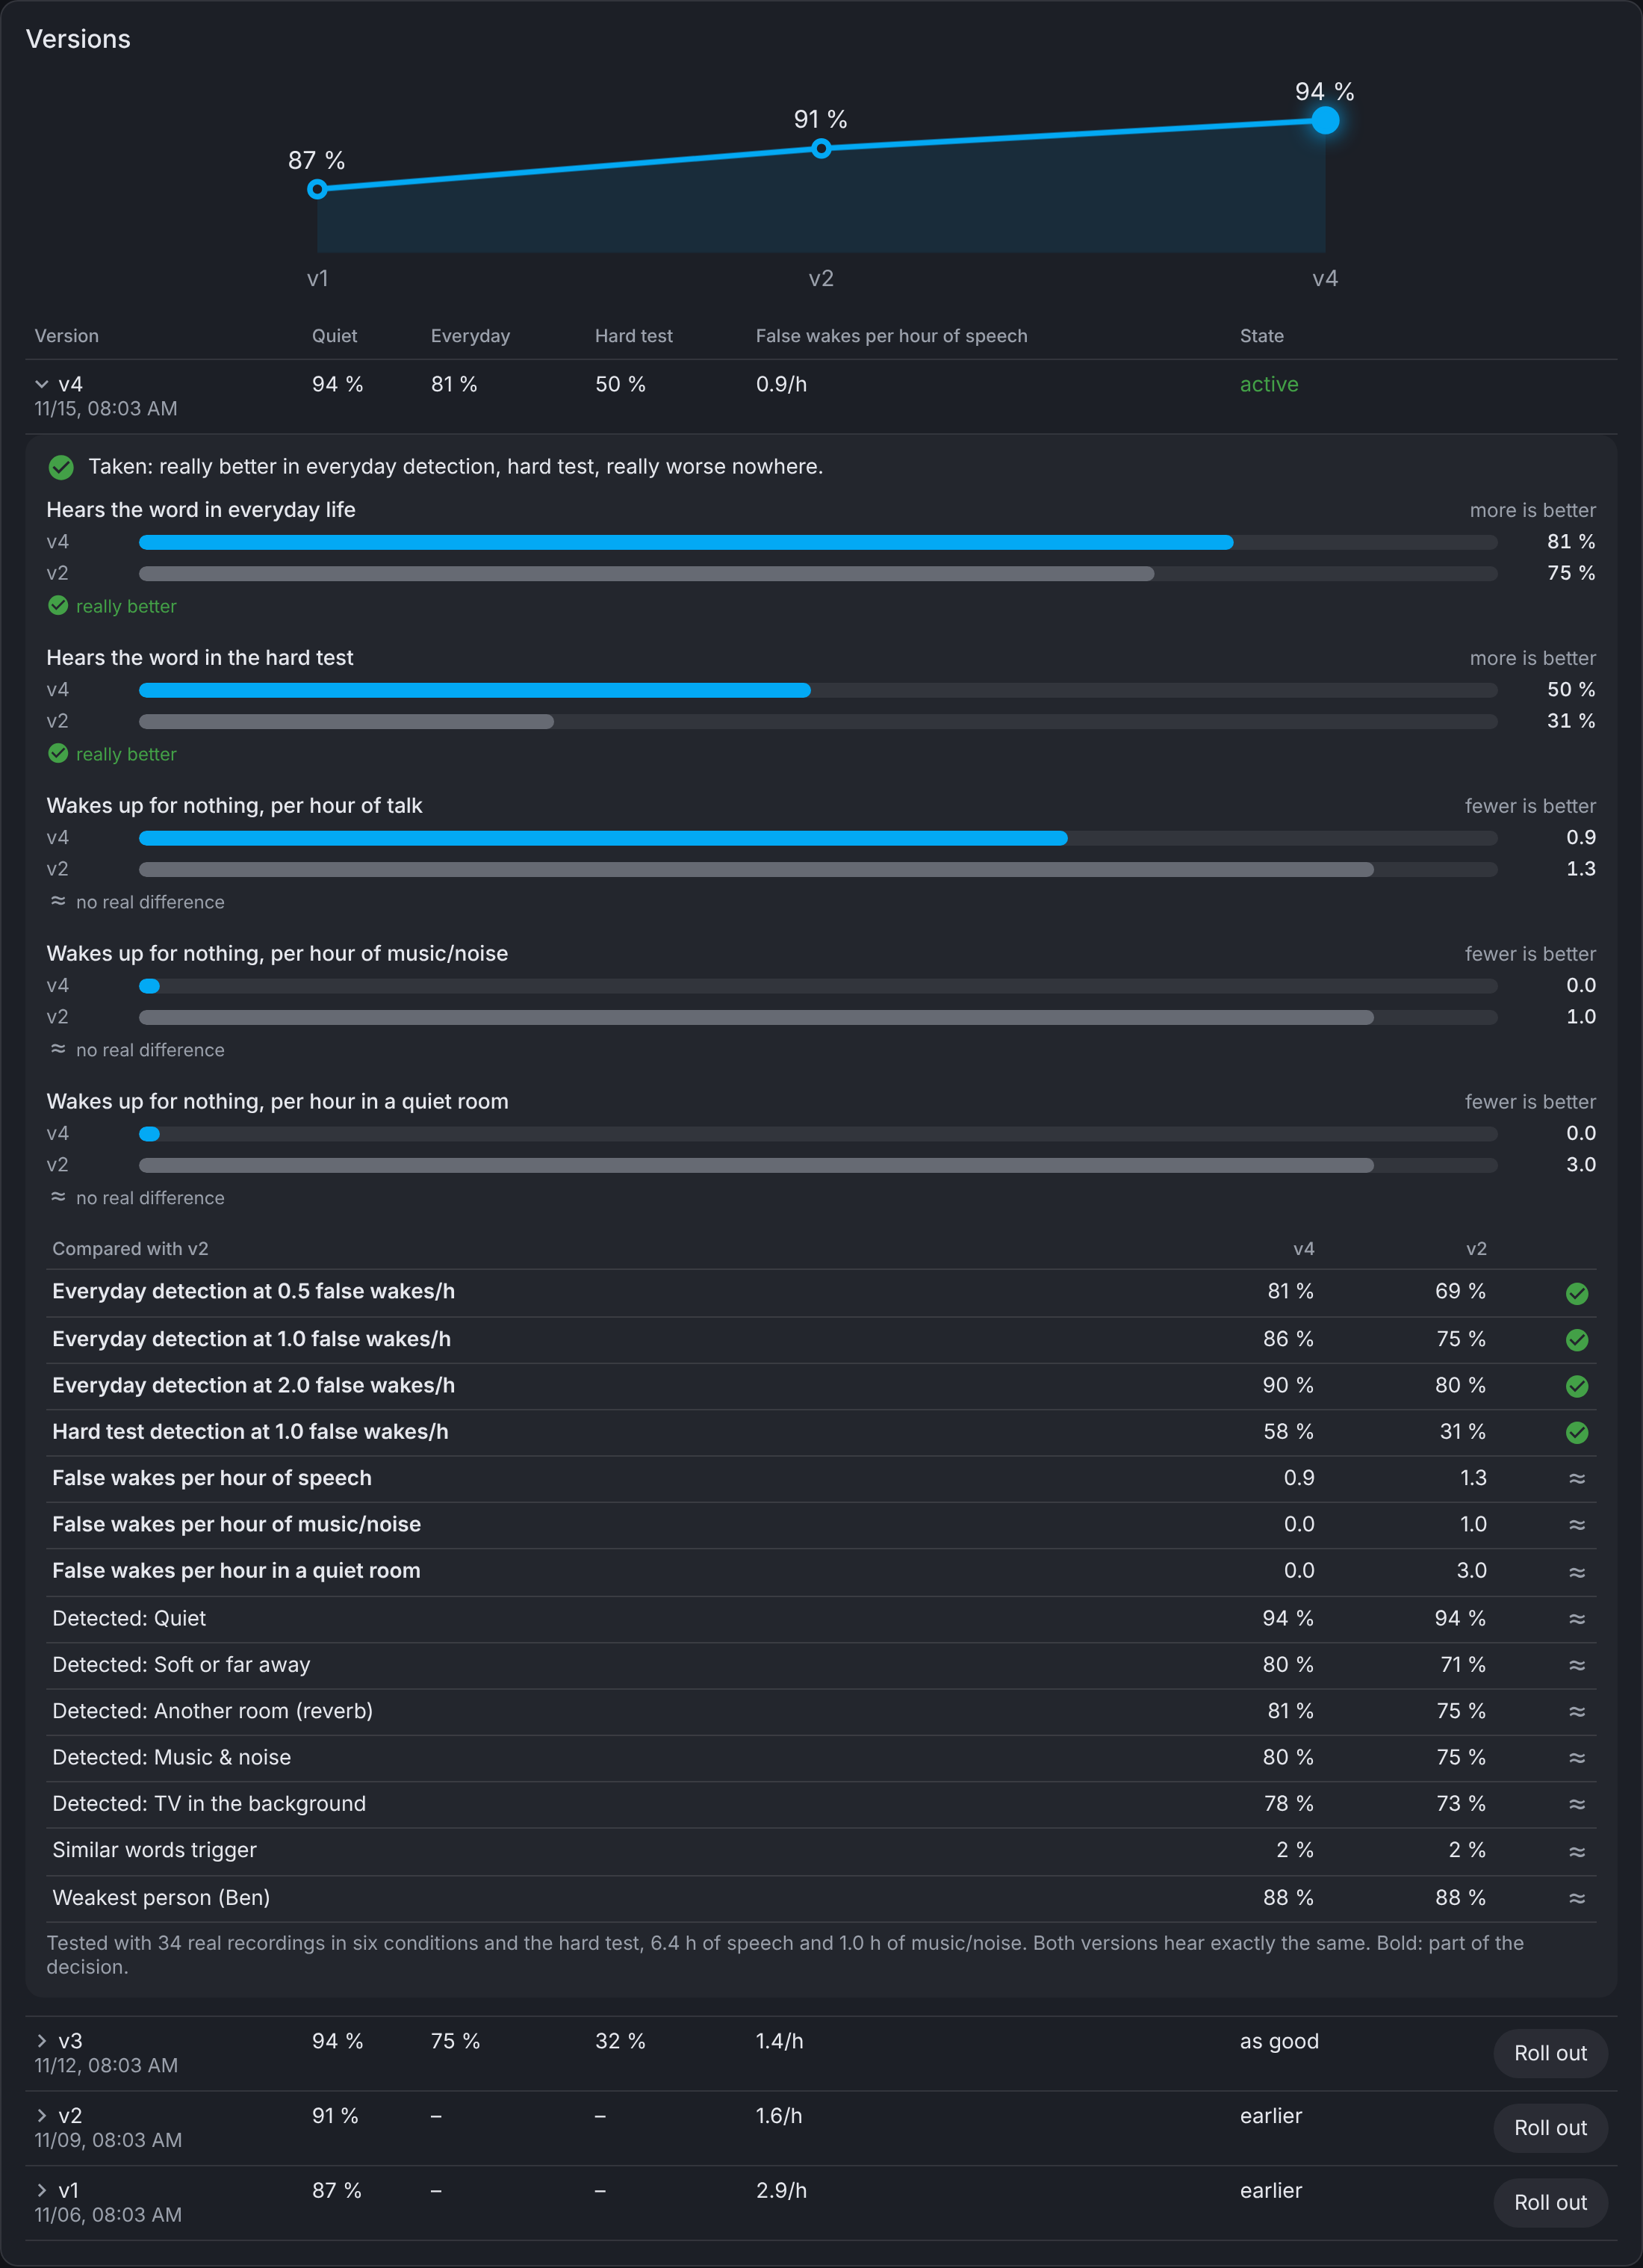 Versions
94 %
91 %
87 %
v1 v2 v4
Version Quiet Everyday Hard test False wakes per hour of speech State
v4 94 % 81 % 50 % 0.9/h active
11/15, 08:03 AM
Taken: really better in everyday detection, hard test, really worse nowhere.
Hears the word in everyday life more is better
v4 81 %
v2 75 %
really better
Hears the word in the hard test more is better
v4 50 %
v2 31 %
really better
Wakes up for nothing, per hour of talk fewer is better
v4 0.9
v2 1.3
≈ no real difference
Wakes up for nothing, per hour of music/noise fewer is better
v4 0.0
v2 1.0
≈ no real difference
Wakes up for nothing, per hour in a quiet room fewer is better
v4 0.0
v2 3.0
≈ no real difference
Compared with v2 v4 v2
Everyday detection at 0.5 false wakes/h 81 % 69 %
Everyday detection at 1.0 false wakes/h 86 % 75 %
Everyday detection at 2.0 false wakes/h 90 % 80 %
Hard test detection at 1.0 false wakes/h 58 % 31 %
False wakes per hour of speech 0.9 1.3 ≈
False wakes per hour of music/noise 0.0 1.0 ≈
False wakes per hour in a quiet room 0.0 3.0 ≈
Detected: Quiet 94 % 94 % ≈
Detected: Soft or far away 80 % 71 % ≈
Detected: Another room (reverb) 81 % 75 % ≈
Detected: Music & noise 80 % 75 % ≈
Detected: TV in the background 78 % 73 % ≈
Similar words trigger 2 % 2 % ≈
Weakest person (Ben) 88 % 88 % ≈
Tested with 34 real recordings in six conditions and the hard test, 6.4 h of speech and 1.0 h of music/noise. Both versions hear exactly the same. Bold: part of the
decision.
v3 94 % 75 % 32 % 1.4/h as good Roll out
11/12, 08:03 AM
v2 91 % – – 1.6/h earlier Roll out
11/09, 08:03 AM
v1 87 % – – 2.9/h earlier Roll out
11/06, 08:03 AM